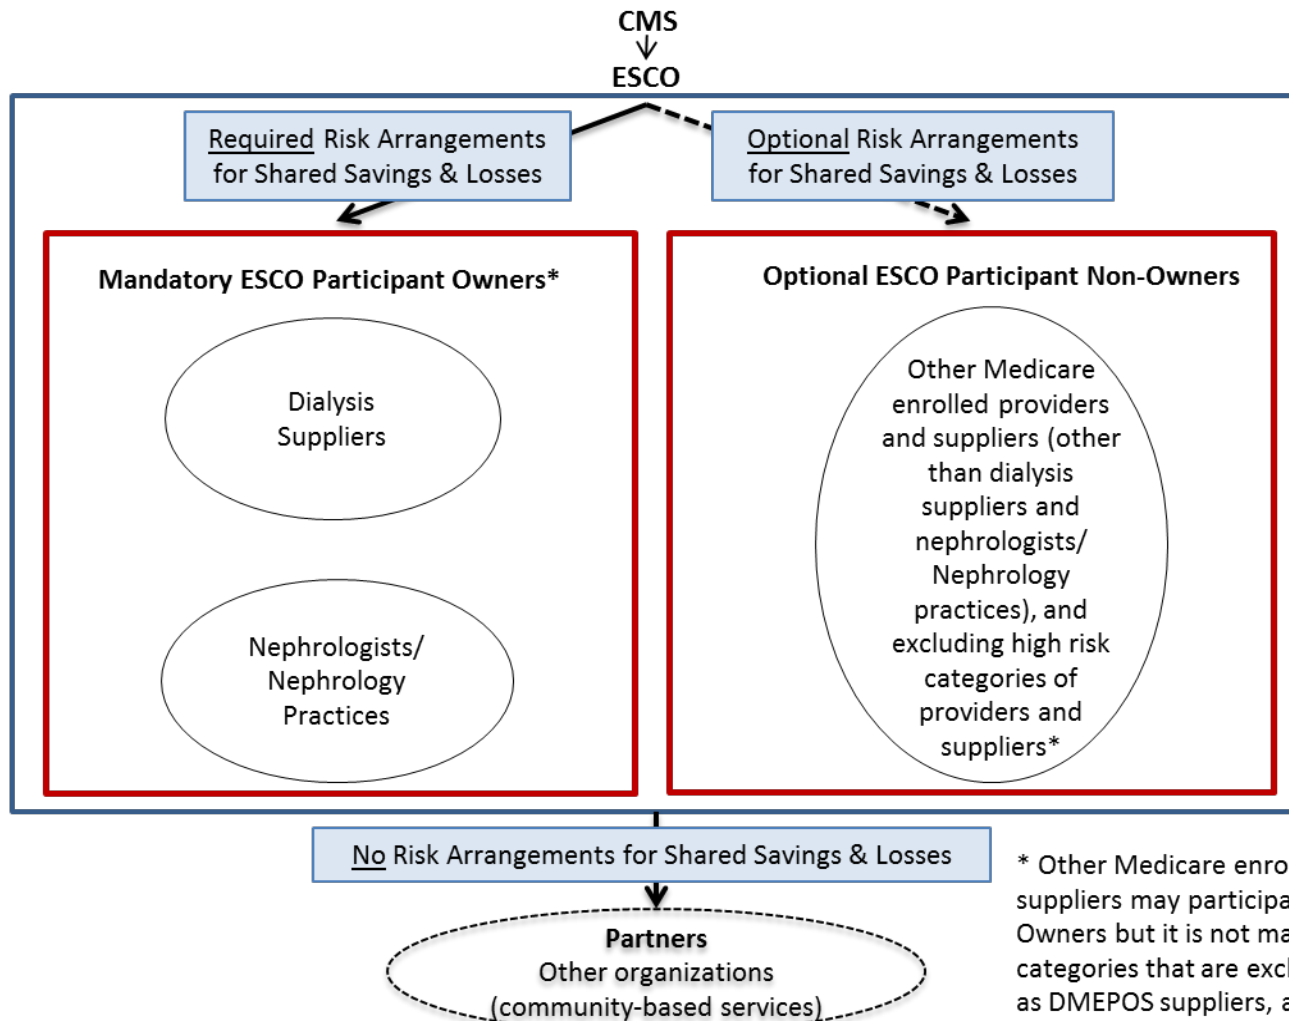 CMS
ESCO
Required Risk Arrangements
for Shared Savings & Losses
Optional Risk Arrangements
for Shared Savings & Losses
Mandatory ESCO Participant Owners*
Dialysis
Suppliers
Nephrologists/
Nephrology
Practices
Optional ESCO Participant Non-Owners
Other Medicare
enrolled providers
and suppliers (other
than dialysis
suppliers and
nephrologists/
Nephrology
practices), and
excluding high risk
categories of
providers and
suppliers*
No Risk Arrangements for Shared Savings & Losses
Partners
Other organizations
(community-based services)
* Other Medicare
suppliers may
Owners but it is not
categories that are
as DMEPOS suppliers,